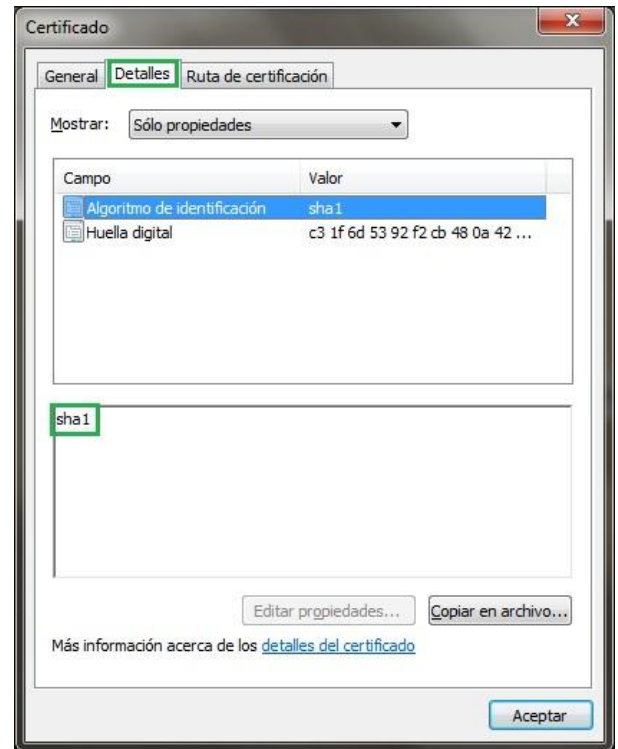 Certificado
General Detalles Ruta de certificación
Mostrar: Sólo propiedades
Campo Valor
Algoritmo de identificación sha1
Huella digital c3 1f 6d 53 92 f2 cb 48 0a 42 ...
sha1
Editar propiedades... Copiar en archivo...
Más información acerca de los detalles del certificado
Aceptar